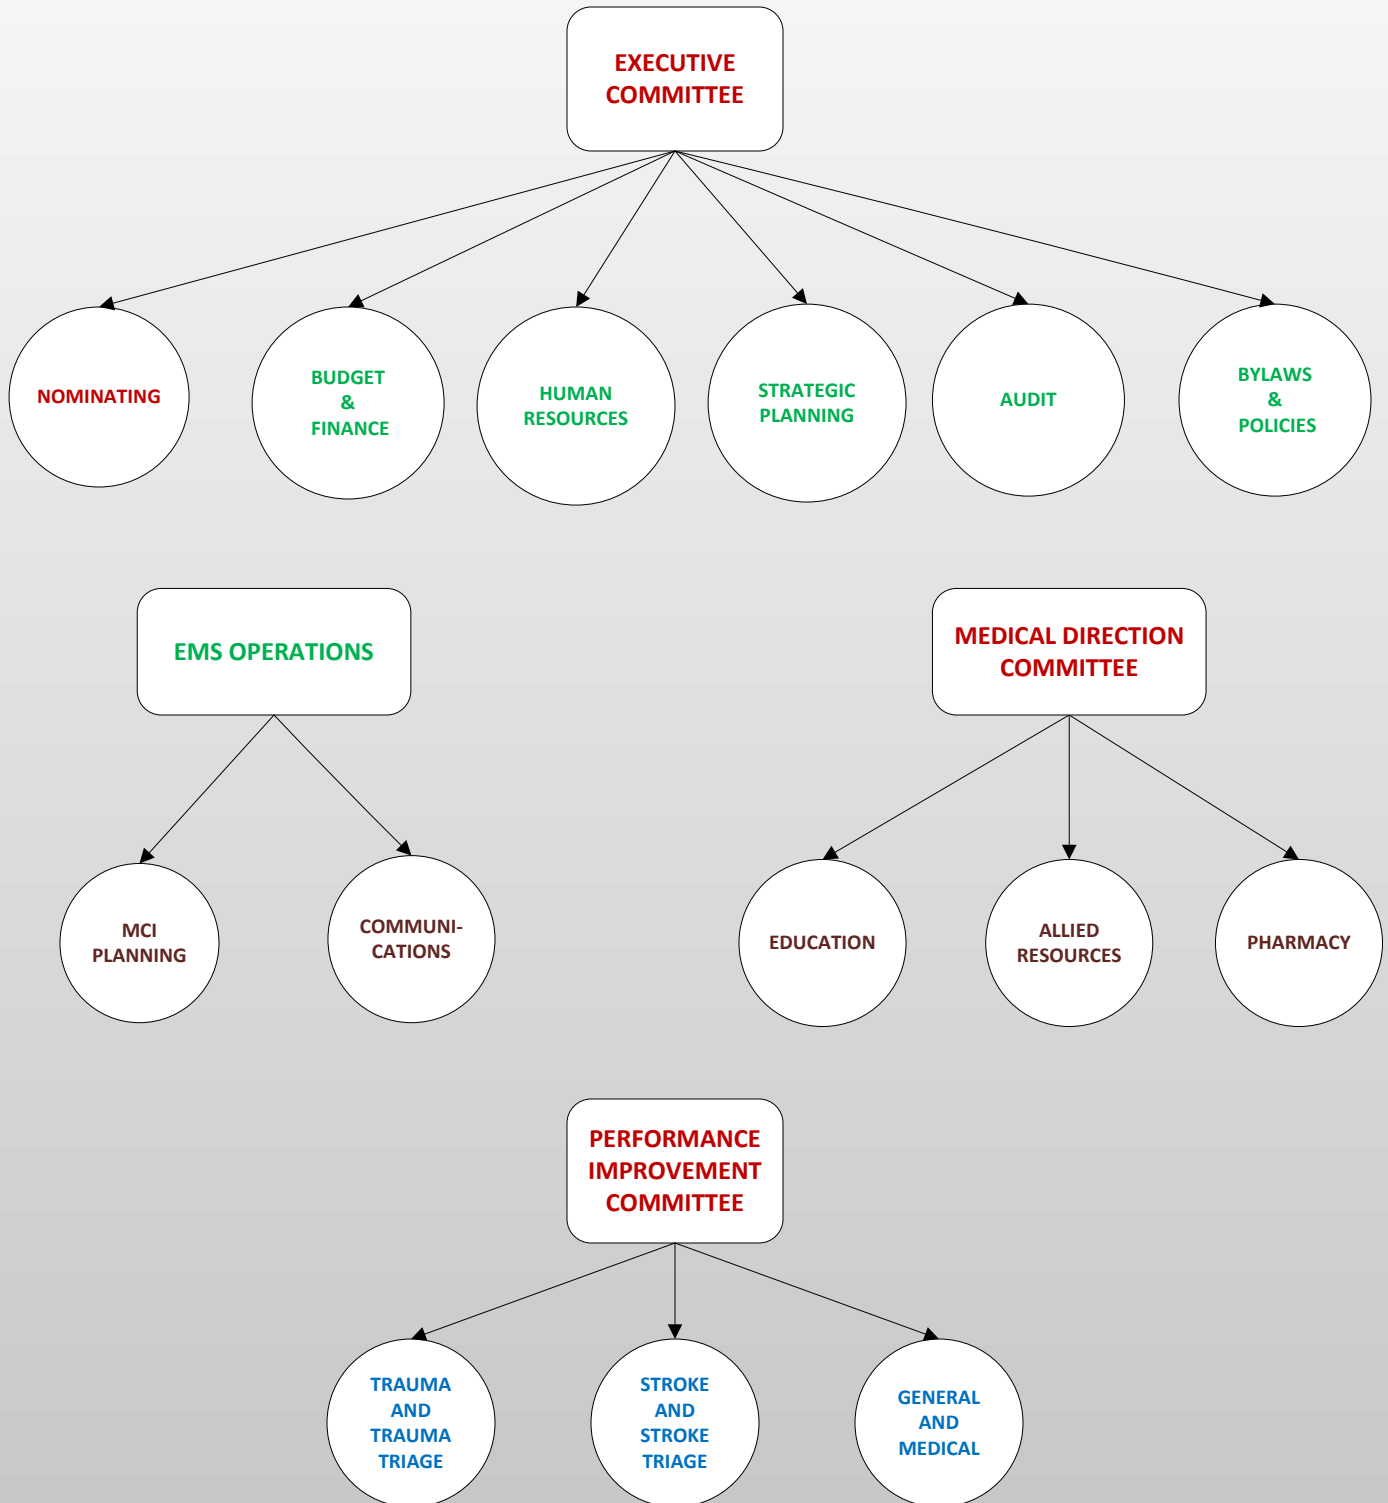 EXECUTIVE
COMMITTEE
NOMINATING
BUDGET
&
FINANCE
HUMAN
RESOURCES
STRATEGIC
PLANNING
AUDIT
BYLAWS
&
POLICIES
EMS OPERATIONS
MEDICAL DIRECTION
COMMITTEE
MCI
PLANNING
COMMUNI-
CATIONS
EDUCATION
ALLIED
RESOURCES
PHARMACY
PERFORMANCE
IMPROVEMENT
COMMITTEE
TRAUMA
AND
TRAUMA
TRIAGE
STROKE
AND
STROKE
TRIAGE
GENERAL
AND
MEDICAL